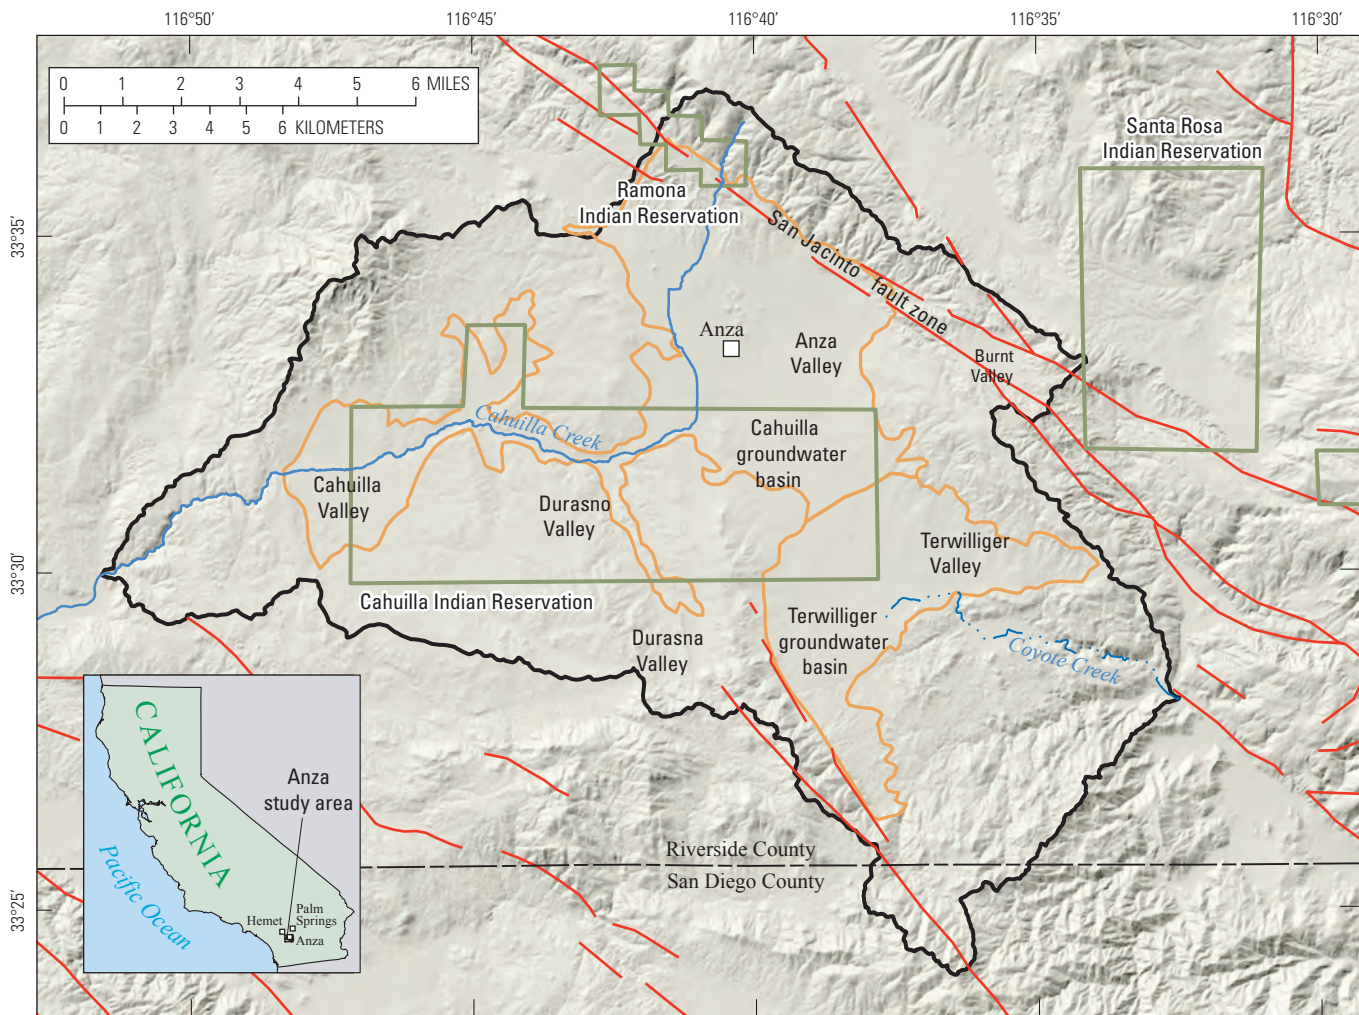 116°50′
116°45′
116°40′
116°35′
116°30′
0 1 2 3 4 5 6 MILES
0 1 2 3 4 5 6 KILOMETERS
Santa Rosa
Indian Reservation
Ramona
Indian Reservation
33°35′
San Jacinto fault zone
Anza
Anza
Valley
Burnt
Valley
Cahuilla Creek
Cahuilla
groundwater
basin
Cahuilla
Valley
Durasno
Valley
Terwilliger
Valley
33°30′
Cahuilla Indian Reservation
Terwilliger
groundwater
basin
Durasna
Valley
Coyote Creek
CALIFORNIA
Anza
study area
Pacific Ocean
Riverside County
San Diego County
33°25′
Hemet
Palm
Springs
Anza